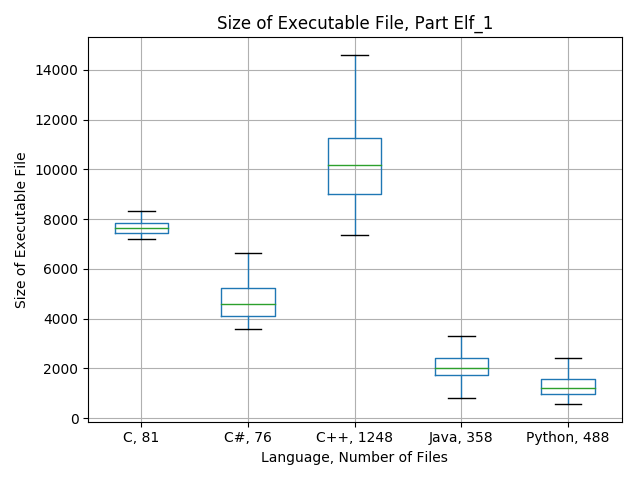 Size of Executable File, Part Elf_1
Size of Executable File
14000
12000
10000
8000
6000
4000
2000
0
C, 81
C#, 76
C++, 1248
Java, 358
Python, 488
Language, Number of Files